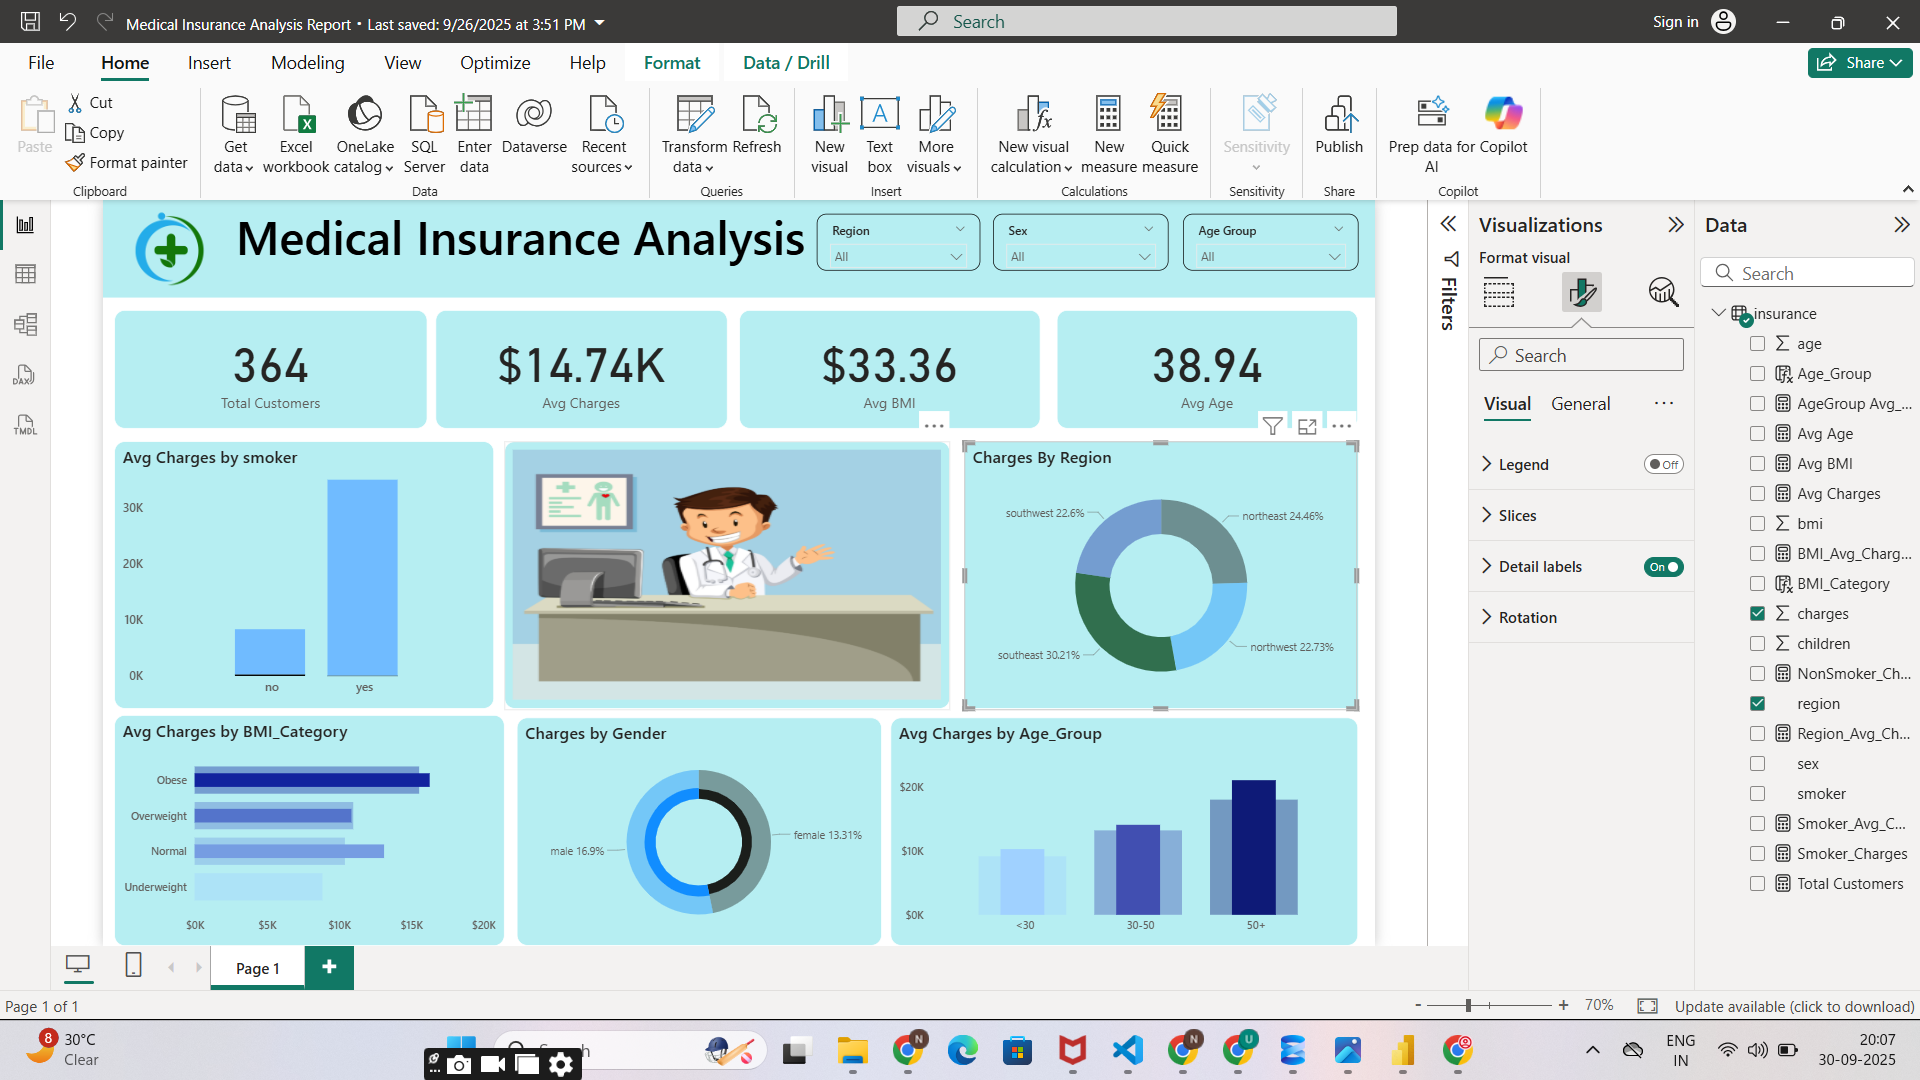 Medical Insurance Analysis Report • Last saved: 9/26/2025 at 3:51 PM
Search
Sign in
File Home Insert Modeling View Optimize Help Format Data / Drill
Share
Paste
Cut
Copy
Format painter
Clipboard
Get data
Excel workbook
OneLake catalog
SQL Server
Enter data
Dataverse
Recent sources
Data
Transform data
Refresh
Queries
New visual
Text box
More visuals
Insert
New visual calculation
New measure
Quick measure
Calculations
Sensitivity
Sensitivity
Publish
Share
Prep data for AI
Copilot
Copilot
DAX
TMDL
Medical Insurance Analysis
Region
All
Sex
All
Age Group
All
364
Total Customers
$14.74K
Avg Charges
$33.36
Avg BMI
38.94
Avg Age
Avg Charges by smoker
30K
20K
10K
0K
no
yes
Charges By Region
southwest 22.6%
northeast 24.46%
southeast 30.21%
northwest 22.73%
Avg Charges by BMI_Category
Obese
Overweight
Normal
Underweight
$0K $5K $10K $15K $20K
Charges by Gender
male 16.9%
female 13.31%
Avg Charges by Age_Group
$20K
$10K
$0K
<30 30-50 50+
Filters
Visualizations
Format visual
Search
Visual General
Legend Off
Slices
Detail labels On
Rotation
Data
Search
insurance
age
Age_Group
AgeGroup Avg_...
Avg Age
Avg BMI
Avg Charges
bmi
BMI_Avg_Charg...
BMI_Category
charges
children
NonSmoker_Ch...
region
Region_Avg_Ch...
sex
smoker
Smoker_Avg_C...
Smoker_Charges
Total Customers
Page 1
Page 1 of 1
- + 70%
Update available (click to download)
8
30°C
Clear
N
N
U
ENG
IN
20:07
30-09-2025